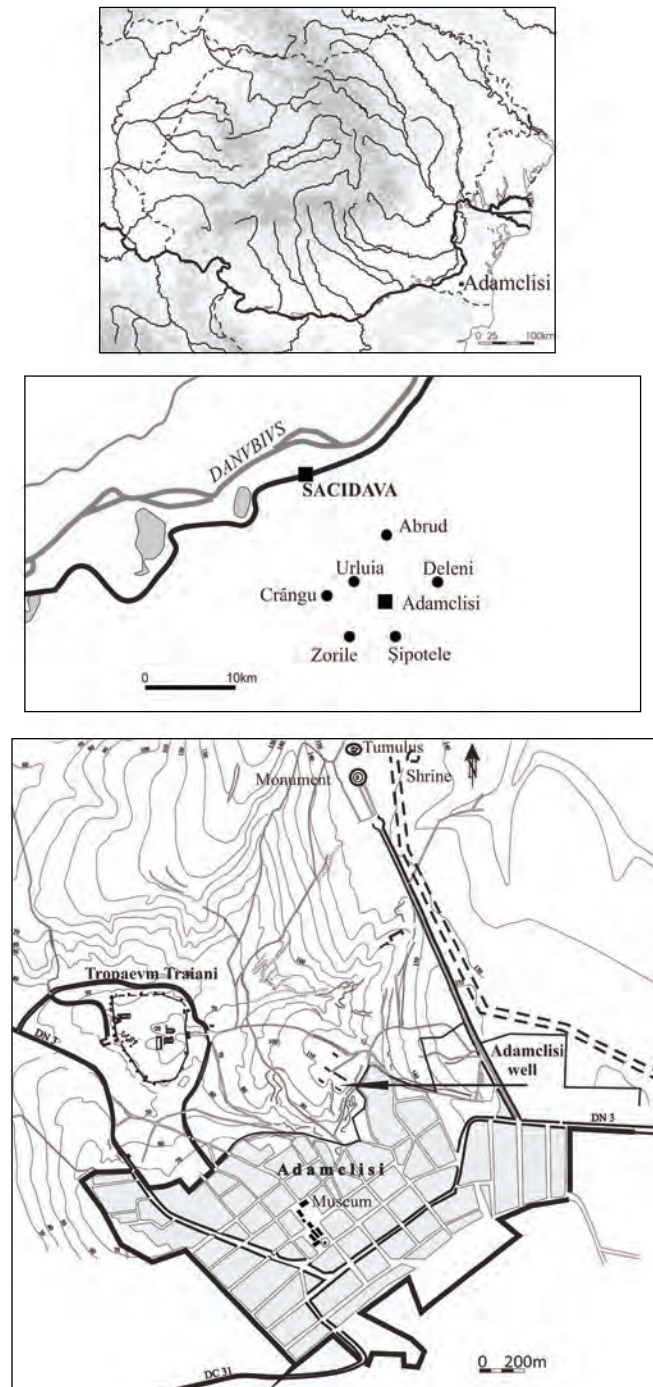 Adamclisi
0 25 100km
DANVBIVS
SACIDAVA
Abrud
Urluia
Deleni
Crângu
Adamclisi
Zorile
Şipotele
0 10km
Tumulus
Monument
Shrine
N
Tropaevm Traiani
DN 3
Adamclisi
well
DN 3
Adamclisi
Museum
DC 31
0 200m